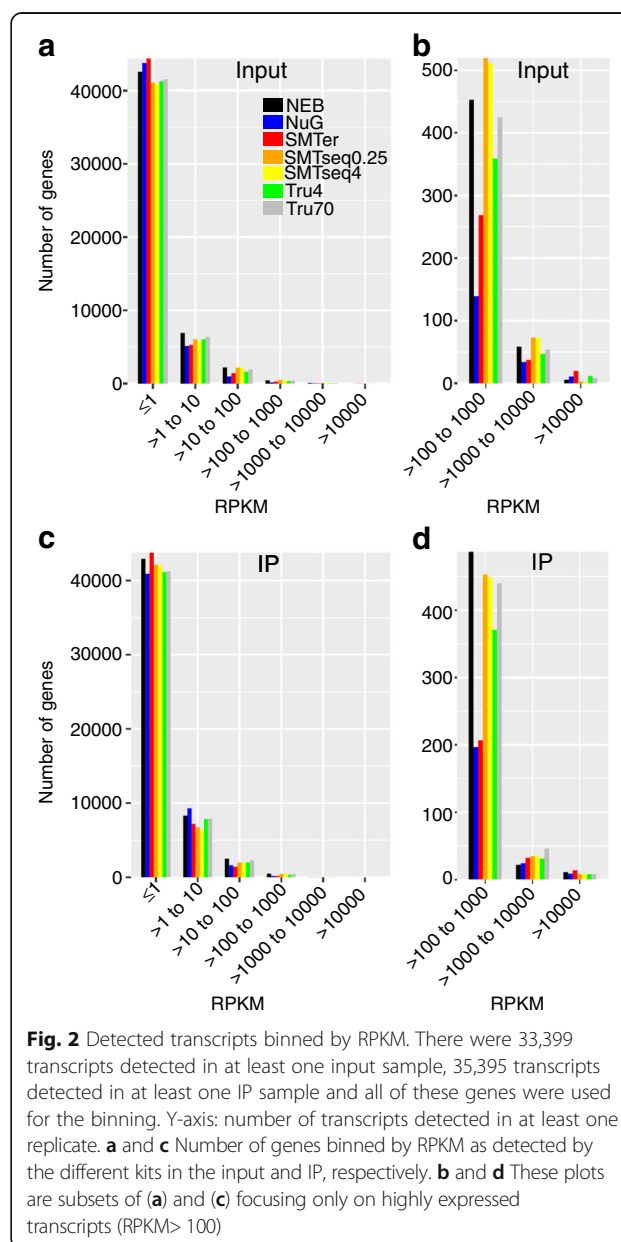 a
Input
Number of genes
40000
30000
20000
10000
0
NEB
NuG
SMTer
SMTseq0.25
SMTseq4
Tru4
Tru70
≤1
>1 to 10
>10 to 100
>100 to 1000
>1000 to 10000
>10000
RPKM
b
Input
500
400
300
200
100
0
>100 to 1000
>1000 to 10000
>10000
RPKM
c
IP
Number of genes
40000
30000
20000
10000
0
≤1
>1 to 10
>10 to 100
>100 to 1000
>1000 to 10000
>10000
RPKM
d
IP
400
300
200
100
0
>100 to 1000
>1000 to 10000
>10000
RPKM
Fig. 2 Detected transcripts binned by RPKM. There were 33,399
transcripts detected in at least one input sample, 35,395 transcripts
detected in at least one IP sample and all of these genes were used
for the binning. Y-axis: number of transcripts detected in at least one
replicate. a and c Number of genes binned by RPKM as detected by
the different kits in the input and IP, respectively. b and d These plots
are subsets of (a) and (c) focusing only on highly expressed
transcripts (RPKM> 100)